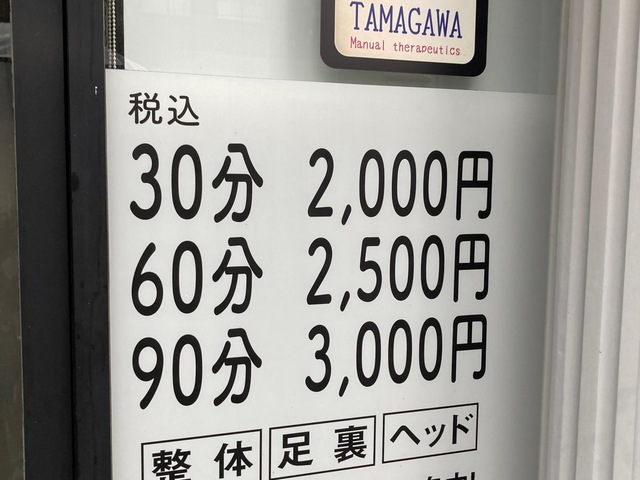 TAMAGAWA
Manual therapeutics
税込
30分 2,000円
60分 2,500円
90分 3,000円
整体 足裏 ヘッド